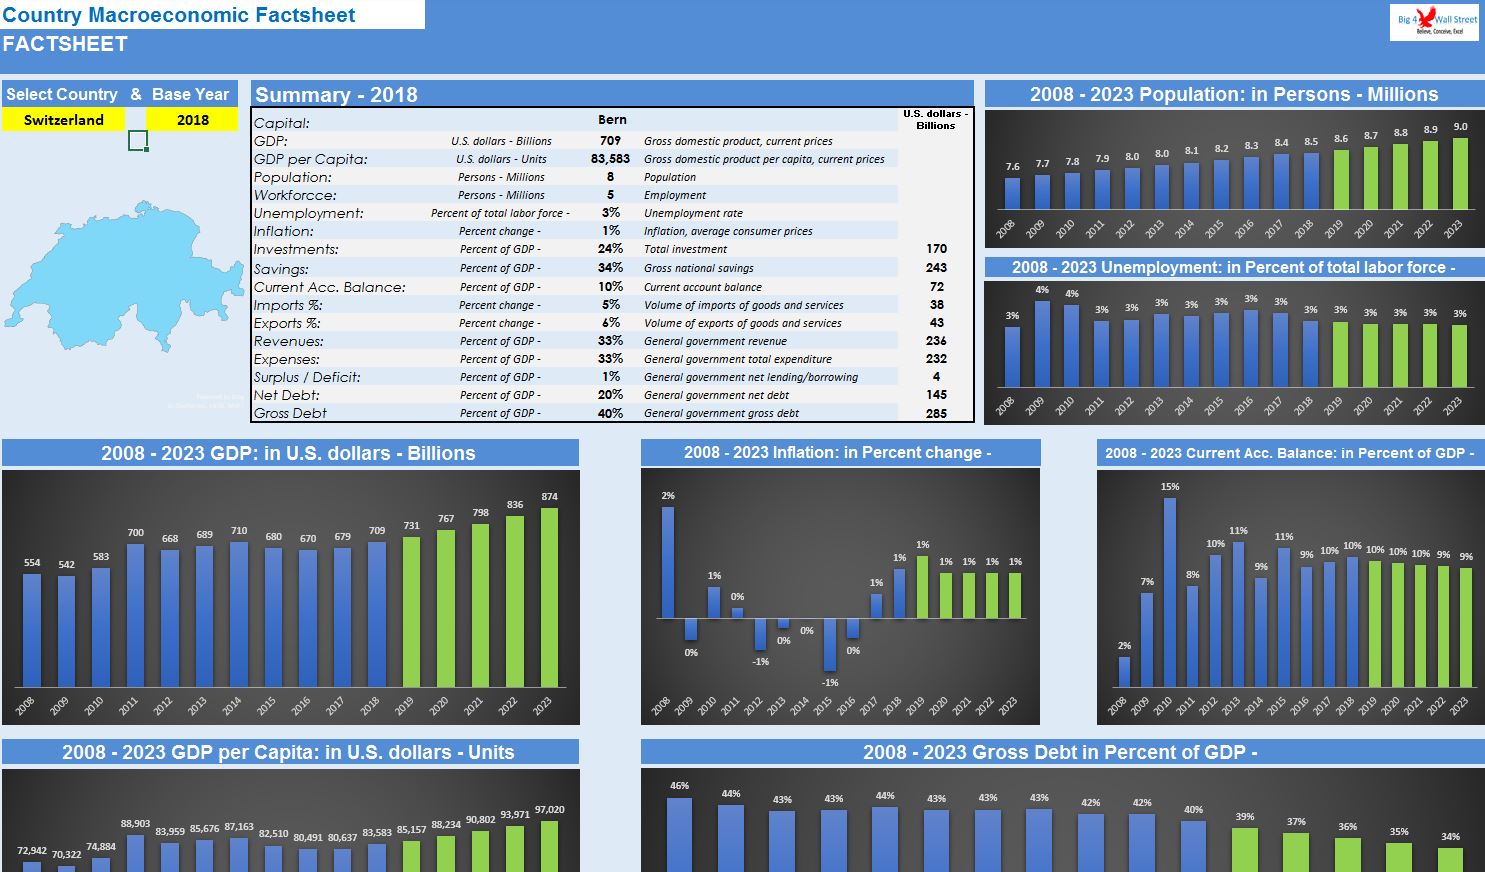 Country Macroeconomic Factsheet
FACTSHEET
Big 4 Wall Street
Believe, Conceive, Excel
Select Country & Base Year
Switzerland 2018
Summary - 2018
U.S. dollars - Billions
Capital: Bern
GDP: U.S. dollars - Billions 709 Gross domestic product, current prices
GDP per Capita: U.S. dollars - Units 83,583 Gross domestic product per capita, current prices
Population: Persons - Millions 8 Population
Workforcce: Persons - Millions 5 Employment
Unemployment: Percent of total labor force - 3% Unemployment rate
Inflation: Percent change - 1% Inflation, average consumer prices
Investments: Percent of GDP - 24% Total investment 170
Savings: Percent of GDP - 34% Gross national savings 243
Current Acc. Balance: Percent of GDP - 10% Current account balance 72
Imports %: Percent change - 5% Volume of imports of goods and services 38
Exports %: Percent change - 6% Volume of exports of goods and services 43
Revenues: Percent of GDP - 33% General government revenue 236
Expenses: Percent of GDP - 33% General government total expenditure 232
Surplus / Deficit: Percent of GDP - 1% General government net lending/borrowing 4
Net Debt: Percent of GDP - 20% General government net debt 145
Gross Debt Percent of GDP - 40% General government gross debt 285
2008 - 2023 Population: in Persons - Millions
7.6 7.7 7.8 7.9 8.0 8.0 8.1 8.2 8.3 8.4 8.5 8.6 8.7 8.8 8.9 9.0
2008 2009 2010 2011 2012 2013 2014 2015 2016 2017 2018 2019 2020 2021 2022 2023
2008 - 2023 Unemployment: in Percent of total labor force -
3% 4% 4% 3% 3% 3% 3% 3% 3% 3% 3% 3% 3% 3% 3% 3%
2008 2009 2010 2011 2012 2013 2014 2015 2016 2017 2018 2019 2020 2021 2022 2023
2008 - 2023 GDP: in U.S. dollars - Billions
554 542 583 700 668 689 710 680 670 679 709 731 767 798 836 874
2008 2009 2010 2011 2012 2013 2014 2015 2016 2017 2018 2019 2020 2021 2022 2023
2008 - 2023 Inflation: in Percent change -
2% 0% 1% 0% -1% 0% 0% -1% 0% 1% 1% 1% 1% 1% 1% 1%
2008 2009 2010 2011 2012 2013 2014 2015 2016 2017 2018 2019 2020 2021 2022 2023
2008 - 2023 Current Acc. Balance: in Percent of GDP -
2% 7% 15% 8% 10% 11% 9% 11% 9% 10% 10% 10% 10% 10% 9% 9%
2008 2009 2010 2011 2012 2013 2014 2015 2016 2017 2018 2019 2020 2021 2022 2023
2008 - 2023 GDP per Capita: in U.S. dollars - Units
72,942 70,322 74,884 88,903 83,959 85,676 87,163 82,510 80,491 80,637 83,583 85,157 88,234 90,802 93,971 97,020
2008 - 2023 Gross Debt in Percent of GDP -
46% 44% 43% 43% 44% 43% 43% 43% 42% 42% 40% 39% 37% 36% 35% 34%